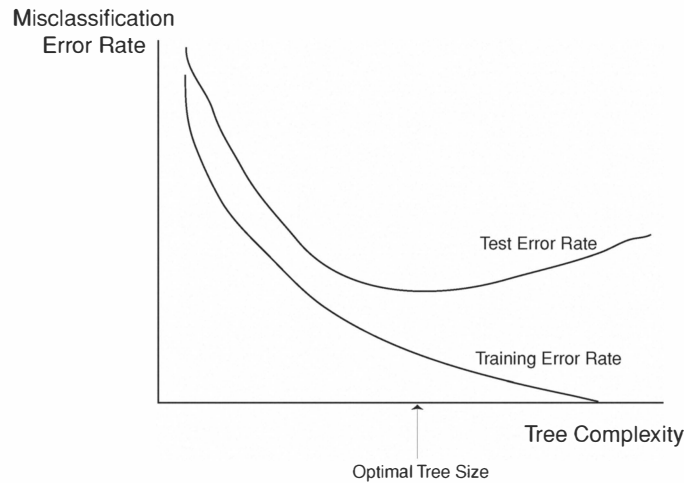 Misclassification
Error Rate
Test Error Rate
Training Error Rate
Tree Complexity
Optimal Tree Size